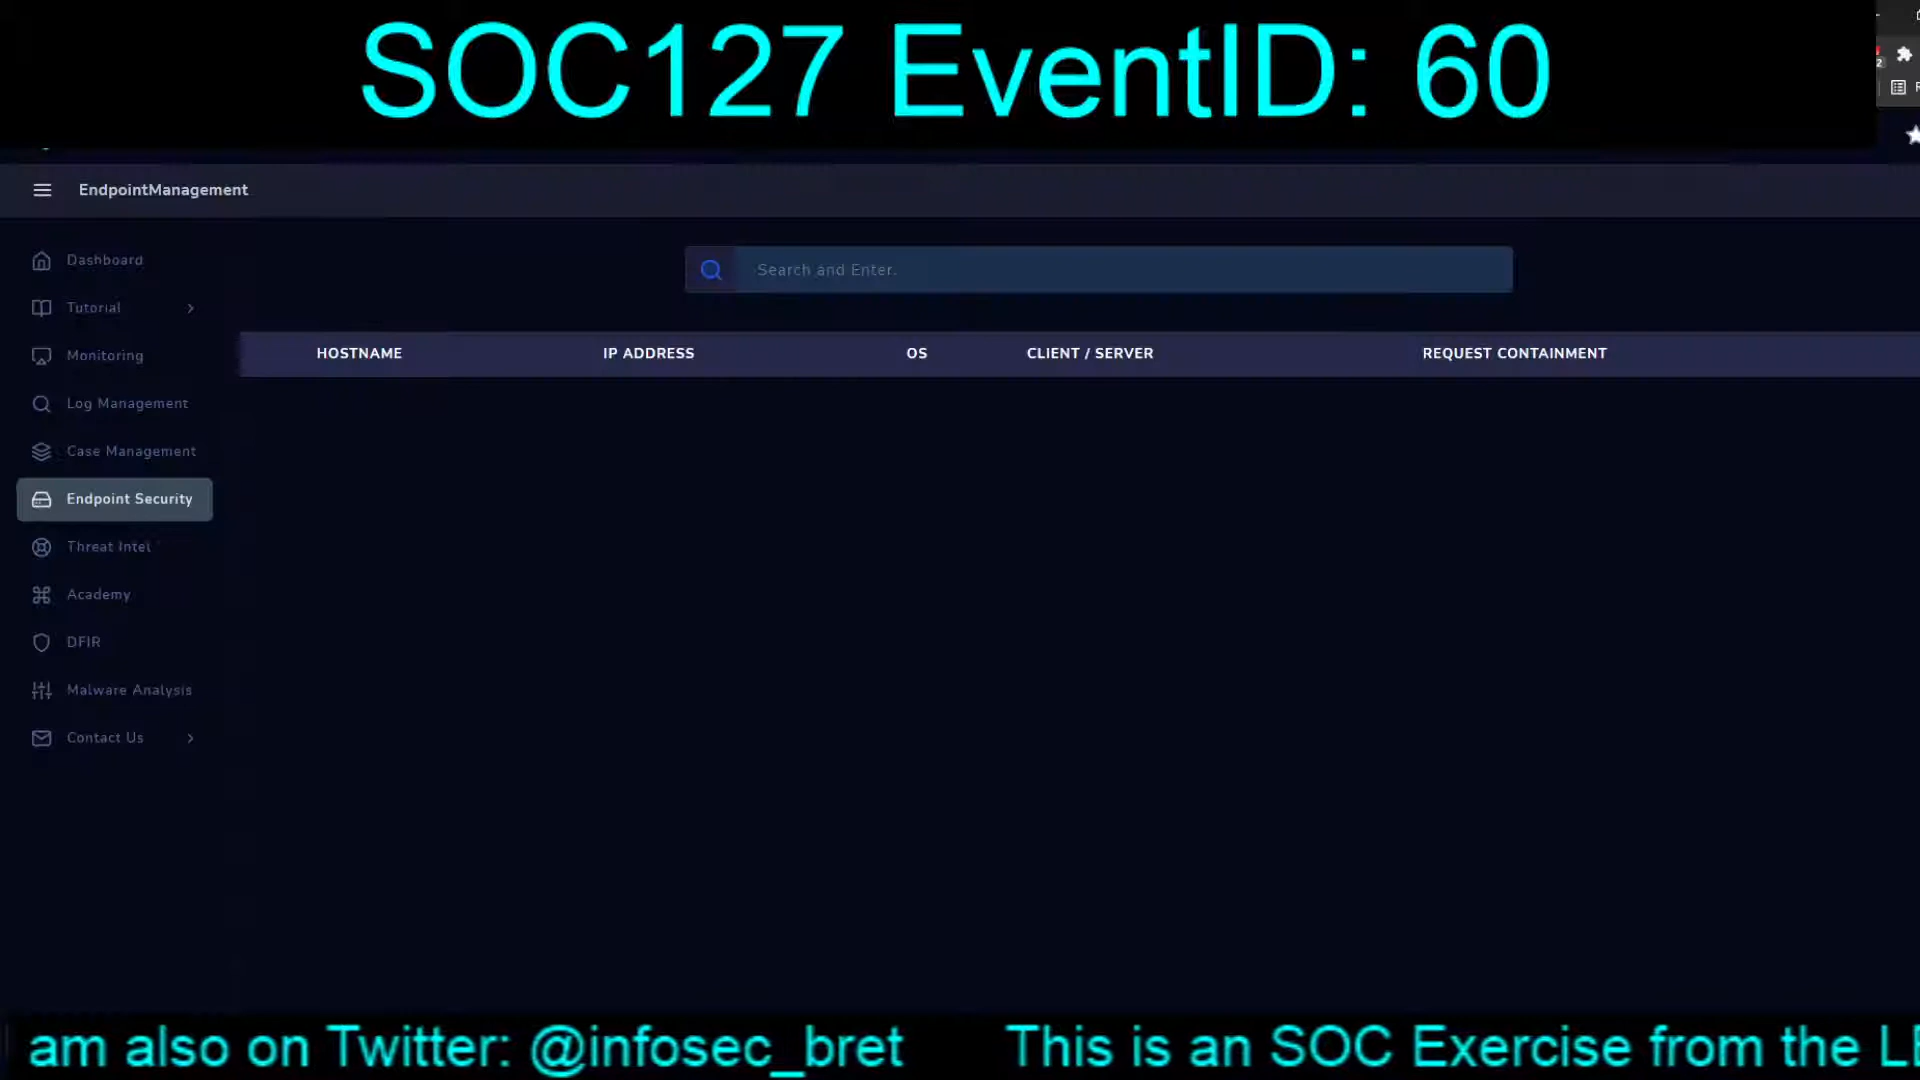 SOC127 EventID: 60
2
EndpointManagement
Dashboard
Search and Enter.
Tutorial
HOSTNAME IP ADDRESS OS CLIENT / SERVER REQUEST CONTAINMENT
Monitoring
Log Management
Case Management
Endpoint Security
Threat Intel
Academy
DFIR
Malware Analysis
Contact Us
am also on Twitter: @infosec_bret This is an SOC Exercise from the